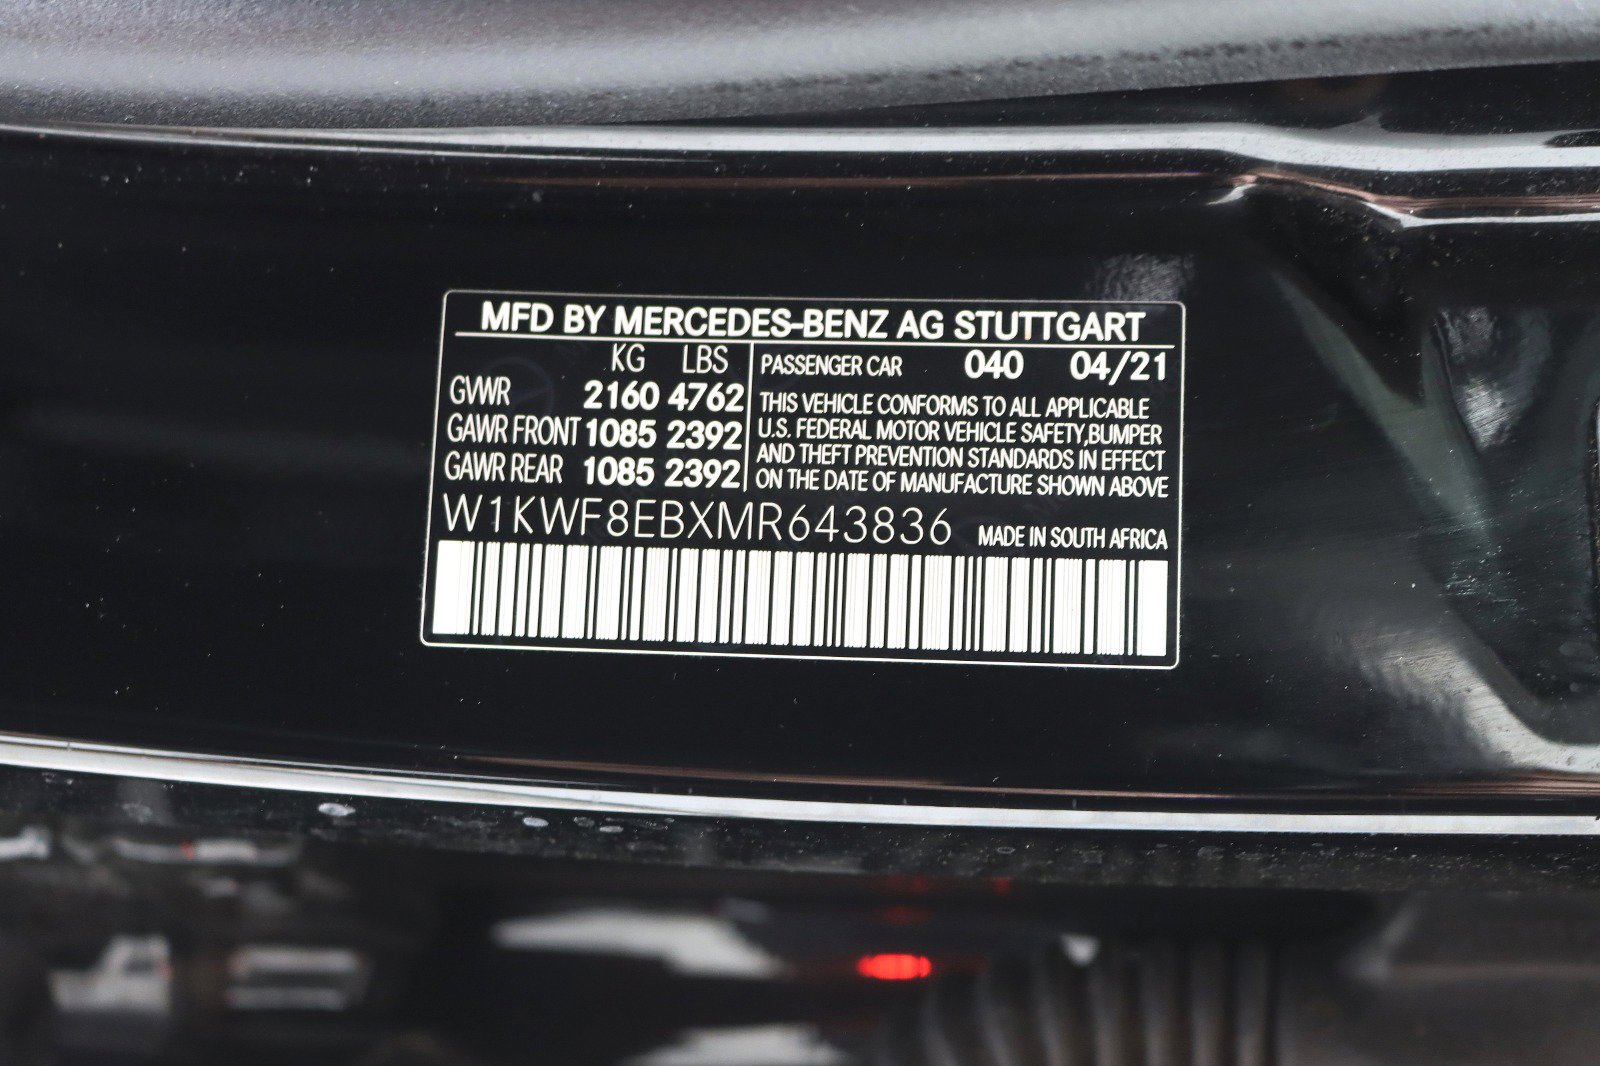 MFD BY MERCEDES-BENZ AG STUTTGART
KG LBS
GVWR 2160 4762
GAWR FRONT 1085 2392
GAWR REAR 1085 2392
PASSENGER CAR 040 04/21
THIS VEHICLE CONFORMS TO ALL APPLICABLE
U.S. FEDERAL MOTOR VEHICLE SAFETY,BUMPER
AND THEFT PREVENTION STANDARDS IN EFFECT
ON THE DATE OF MANUFACTURE SHOWN ABOVE
W1KWF8EBXMR643836 MADE IN SOUTH AFRICA